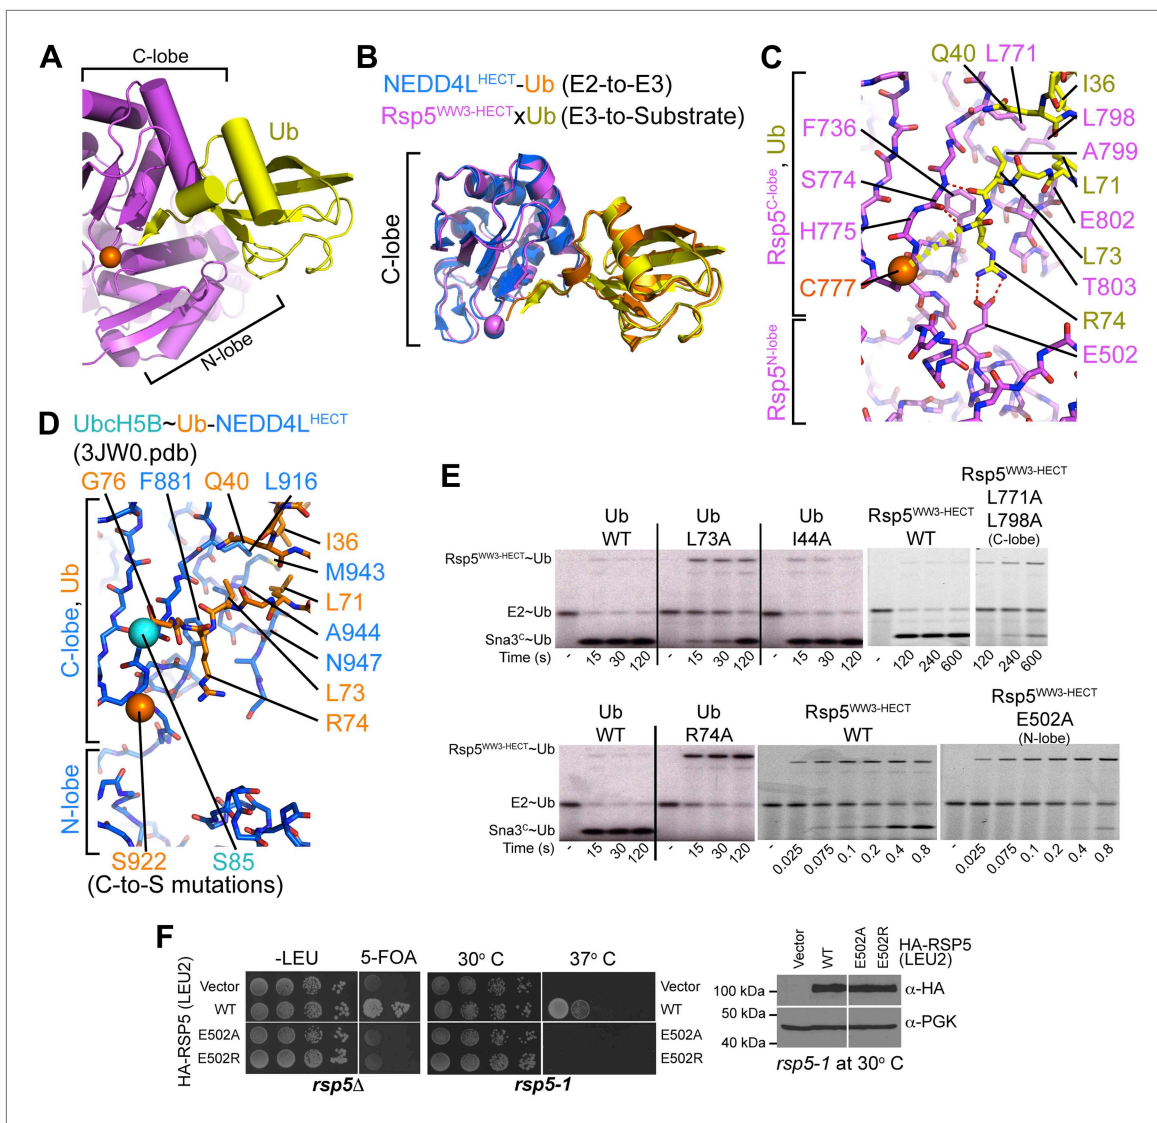 A
C-lobe
Ub
N-lobe
B
NEDD4L^HECT-Ub (E2-to-E3)
Rsp5^WW3-HECTxUb (E3-to-Substrate)
C-lobe
C
Q40 L771
I36
L798
F736
A799
S774
L71
E802
H775
L73
C777
T803
R74
E502
Rsp5^C-lobe, Ub
Rsp5^N-lobe
D
UbcH5B~Ub-NEDD4L^HECT
(3JW0.pdb)
G76 F881 Q40 L916
I36
M943
L71
A944
N947
L73
R74
C-lobe, Ub
N-lobe
S922 S85
(C-to-S mutations)
E
Ub WT
Ub L73A
Ub I44A
Rsp5^WW3-HECT WT
Rsp5^WW3-HECT
L771A
L798A
(C-lobe)
Rsp5^WW3-HECT~Ub
E2~Ub
Sna3^C~Ub
Time (s) - 15 30 120 - 15 30 120 - 15 30 120 - 120 240 600 120 240 600
Ub WT
Ub R74A
Rsp5^WW3-HECT WT
Rsp5^WW3-HECT
E502A
(N-lobe)
Rsp5^WW3-HECT~Ub
E2~Ub
Sna3^C~Ub
Time (s) - 15 30 120 - 15 30 120 - 0.025 0.075 0.1 0.2 0.4 0.8 - 0.025 0.075 0.1 0.2 0.4 0.8
F
HA-RSP5 (LEU2)
-LEU 5-FOA 30° C 37° C
Vector Vector
WT WT
E502A E502A
E502R E502R
rsp5Δ rsp5-1
Vector WT E502A E502R
HA-RSP5
(LEU2)
100 kDa α-HA
50 kDa
α-PGK
40 kDa
rsp5-1 at 30° C